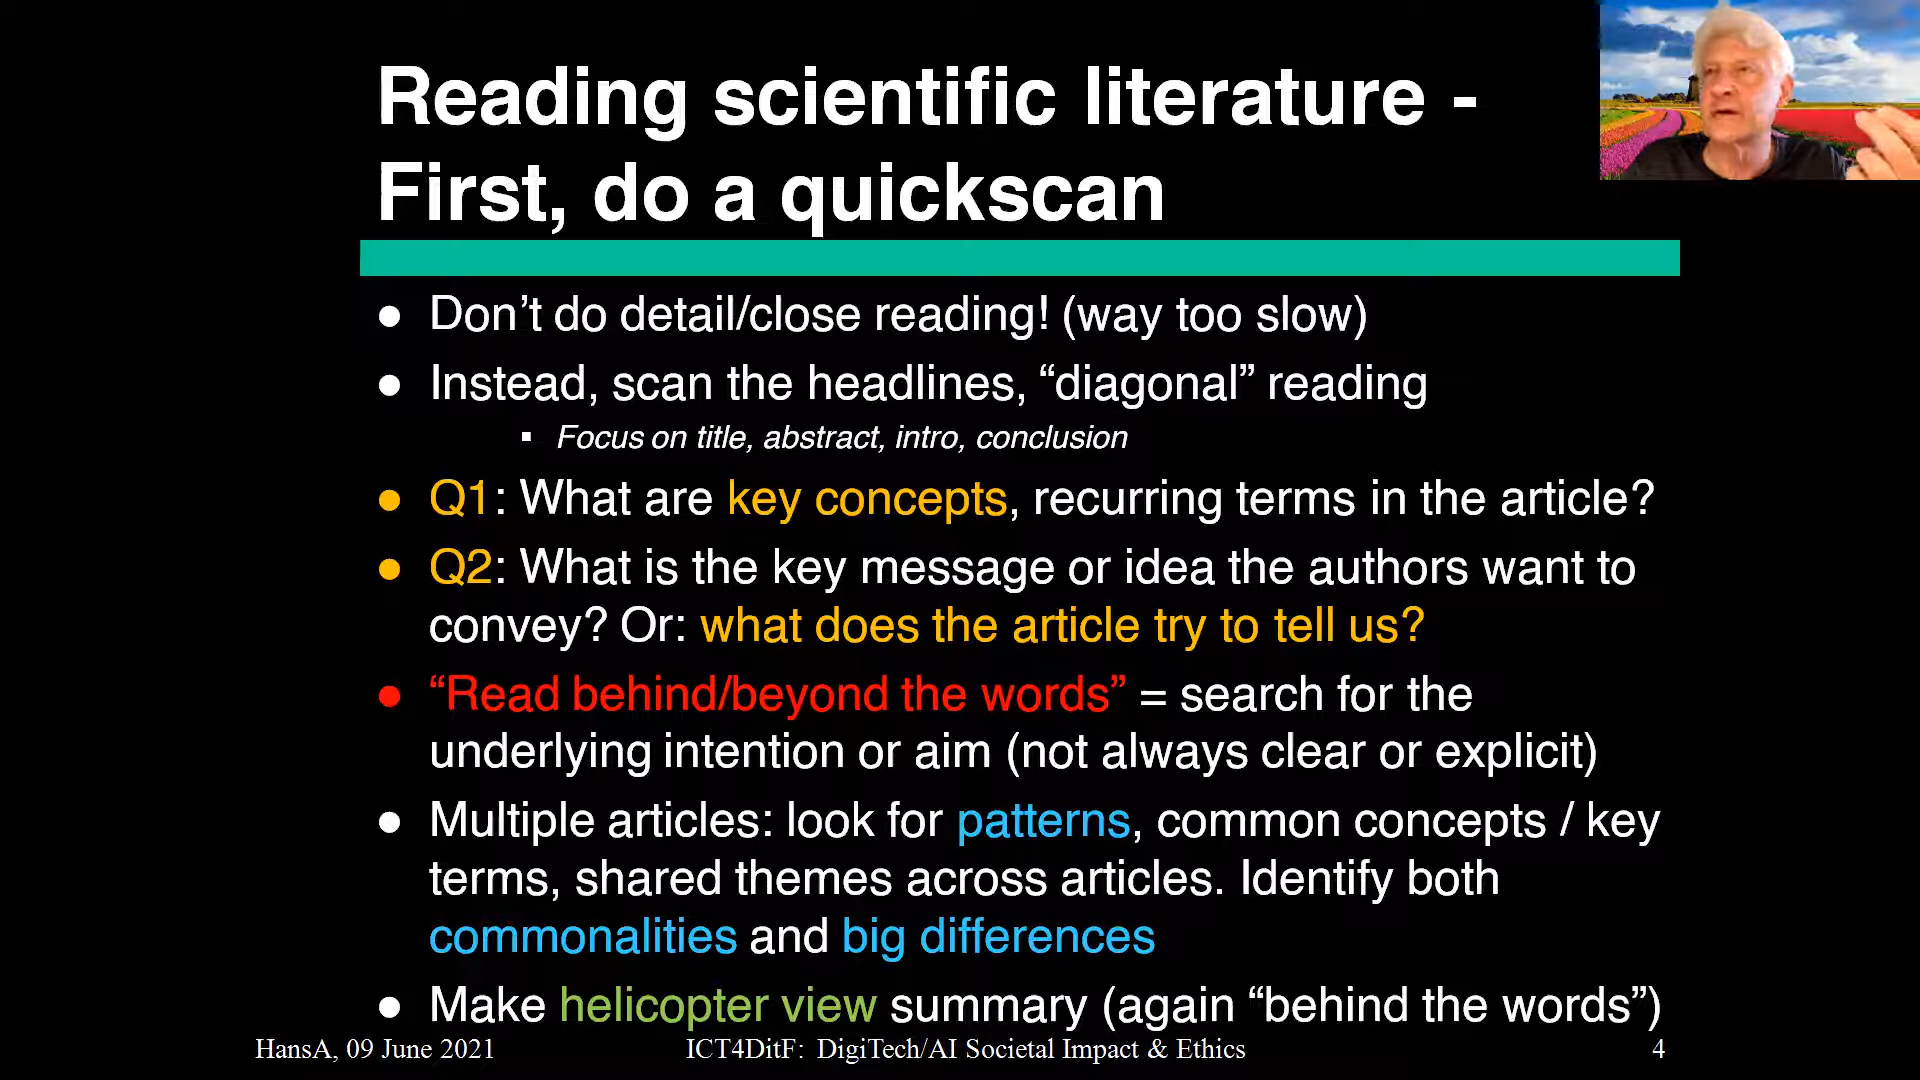 Reading scientific literature -
First, do a quickscan
● Don’t do detail/close reading! (way too slow)
● Instead, scan the headlines, “diagonal” reading
▪ Focus on title, abstract, intro, conclusion
● Q1: What are key concepts, recurring terms in the article?
● Q2: What is the key message or idea the authors want to
convey? Or: what does the article try to tell us?
● “Read behind/beyond the words” = search for the
underlying intention or aim (not always clear or explicit)
● Multiple articles: look for patterns, common concepts / key
terms, shared themes across articles. Identify both
commonalities and big differences
● Make helicopter view summary (again “behind the words”)
HansA, 09 June 2021 ICT4DitF: DigiTech/AI Societal Impact & Ethics 4